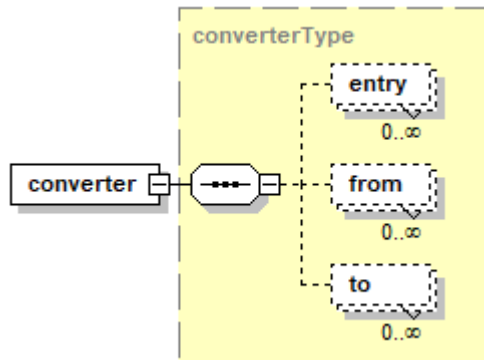 converterType
entry
0..∞
converter
from
0..∞
to
0..∞